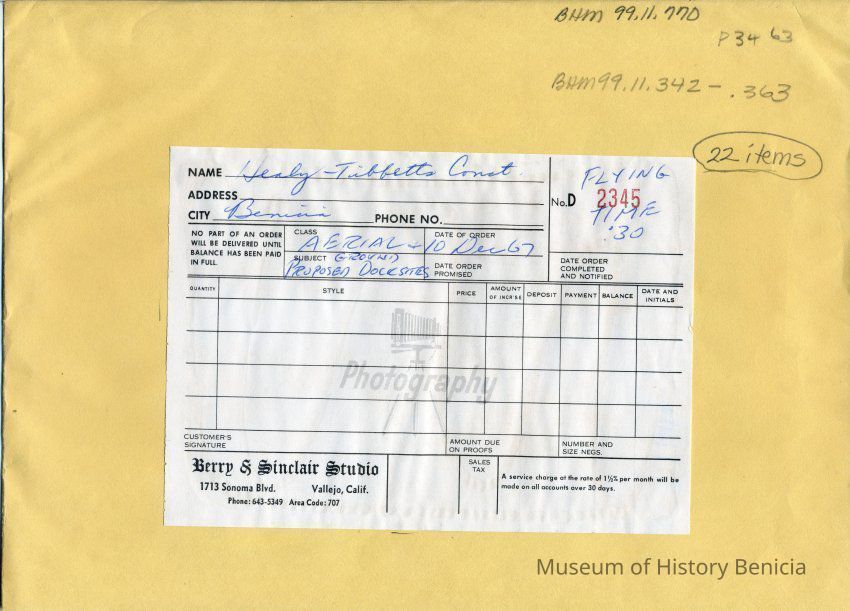 BHM 99.11.770
P34 63
BHM 99.11.342 - .363
22 items
NAME Healy-Tibbetts Const.
ADDRESS
CITY Benicia PHONE NO.
No.D 2345
FLYING
TIME
:30
NO PART OF AN ORDER
WILL BE DELIVERED UNTIL
BALANCE HAS BEEN PAID
IN FULL.
CLASS
AERIAL +
GROUND
SUBJECT
PROPOSED DOCKSITES
DATE OF ORDER
10 Dec 67
DATE ORDER
PROMISED
DATE ORDER
COMPLETED
AND NOTIFIED
QUANTITY STYLE PRICE AMOUNT OF INCR'SE DEPOSIT PAYMENT BALANCE DATE AND INITIALS
Photography
CUSTOMER'S
SIGNATURE
AMOUNT DUE
ON PROOFS
NUMBER AND
SIZE NEGS.
Berry & Sinclair Studio
1713 Sonoma Blvd. Vallejo, Calif.
Phone: 643-5349 Area Code: 707
SALES
TAX
A service charge at the rate of 1½% per month will be
made on all accounts over 30 days.
Museum of History Benicia